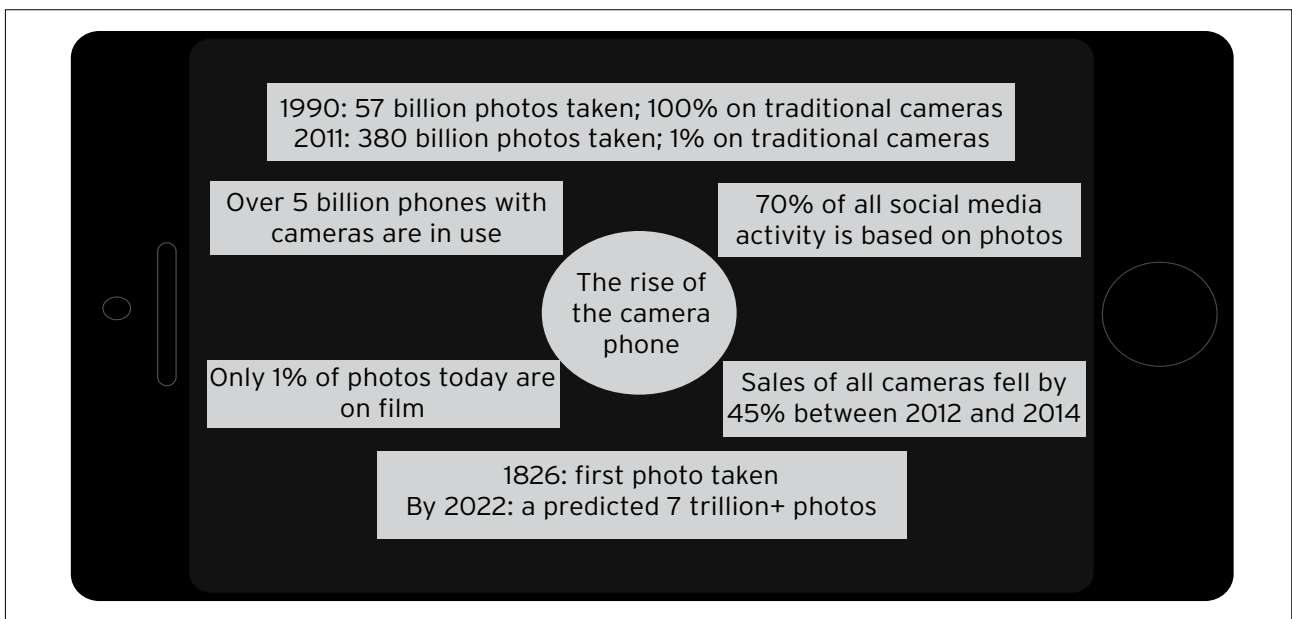 1990: 57 billion photos taken; 100% on traditional cameras
2011: 380 billion photos taken; 1% on traditional cameras
Over 5 billion phones with
cameras are in use
70% of all social media
activity is based on photos
The rise of
the camera
phone
Only 1% of photos today are
on film
Sales of all cameras fell by
45% between 2012 and 2014
1826: first photo taken
By 2022: a predicted 7 trillion+ photos